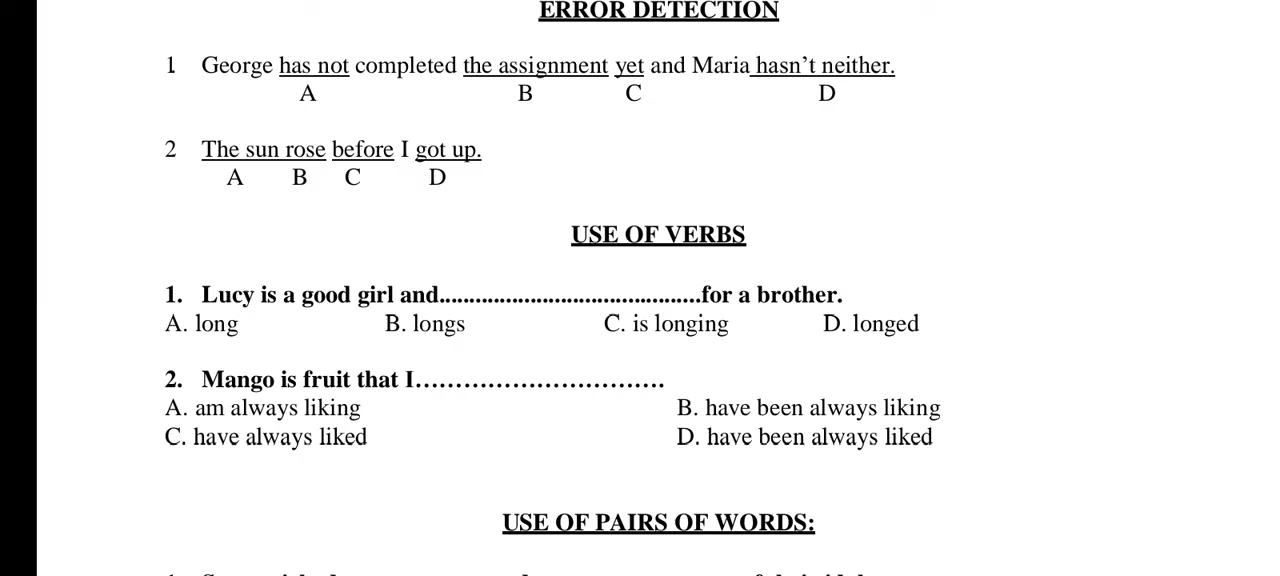 ERROR DETECTION
1 George has not completed the assignment yet and Maria hasn't neither.
A B C D
2 The sun rose before I got up.
A B C D
USE OF VERBS
1. Lucy is a good girl and............................................for a brother.
A. long B. longs C. is longing D. longed
2. Mango is fruit that I…………………………
A. am always liking B. have been always liking
C. have always liked D. have been always liked
USE OF PAIRS OF WORDS: